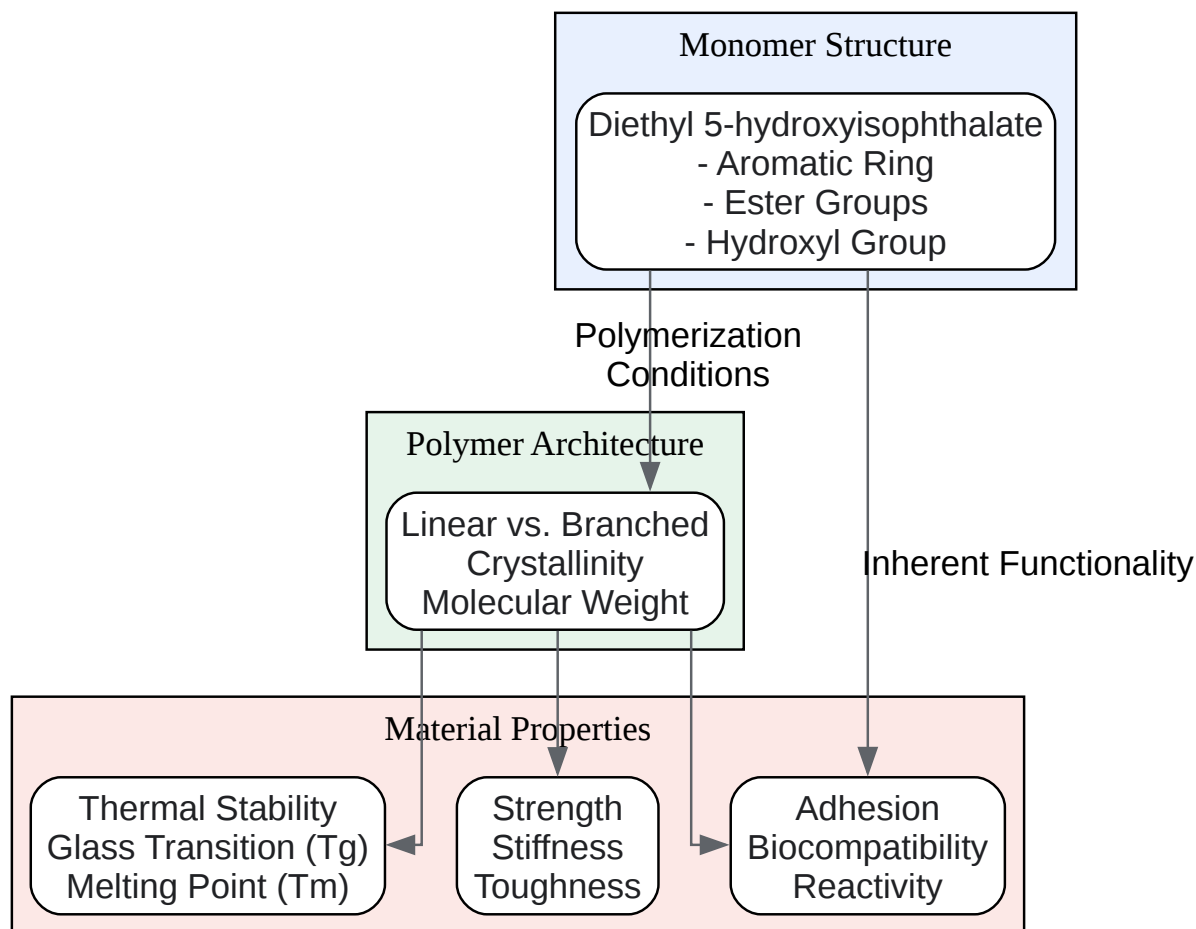 Monomer Structure
Diethyl 5-hydroxyisophthalate
- Aromatic Ring
- Ester Groups
- Hydroxyl Group
Polymerization
Conditions
Polymer Architecture
Linear vs. Branched
Crystallinity
Molecular Weight
Inherent Functionality
Material Properties
Thermal Stability
Glass Transition (Tg)
Melting Point (Tm)
Strength
Stiffness
Toughness
Adhesion
Biocompatibility
Reactivity